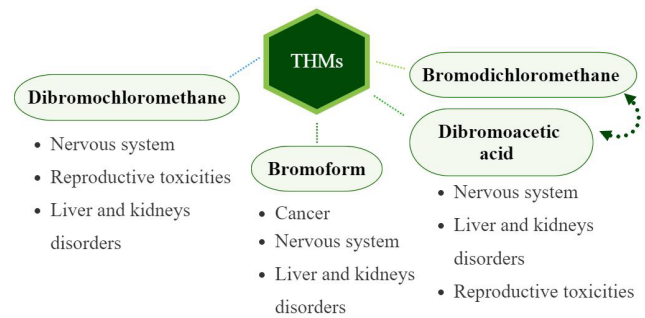 THMs
Dibromochloromethane
• Nervous system
• Reproductive toxicities
• Liver and kidneys
disorders
Bromoform
• Cancer
• Nervous system
• Liver and kidneys
disorders
Bromodichloromethane
Dibromoacetic
acid
• Nervous system
• Liver and kidneys
disorders
• Reproductive toxicities